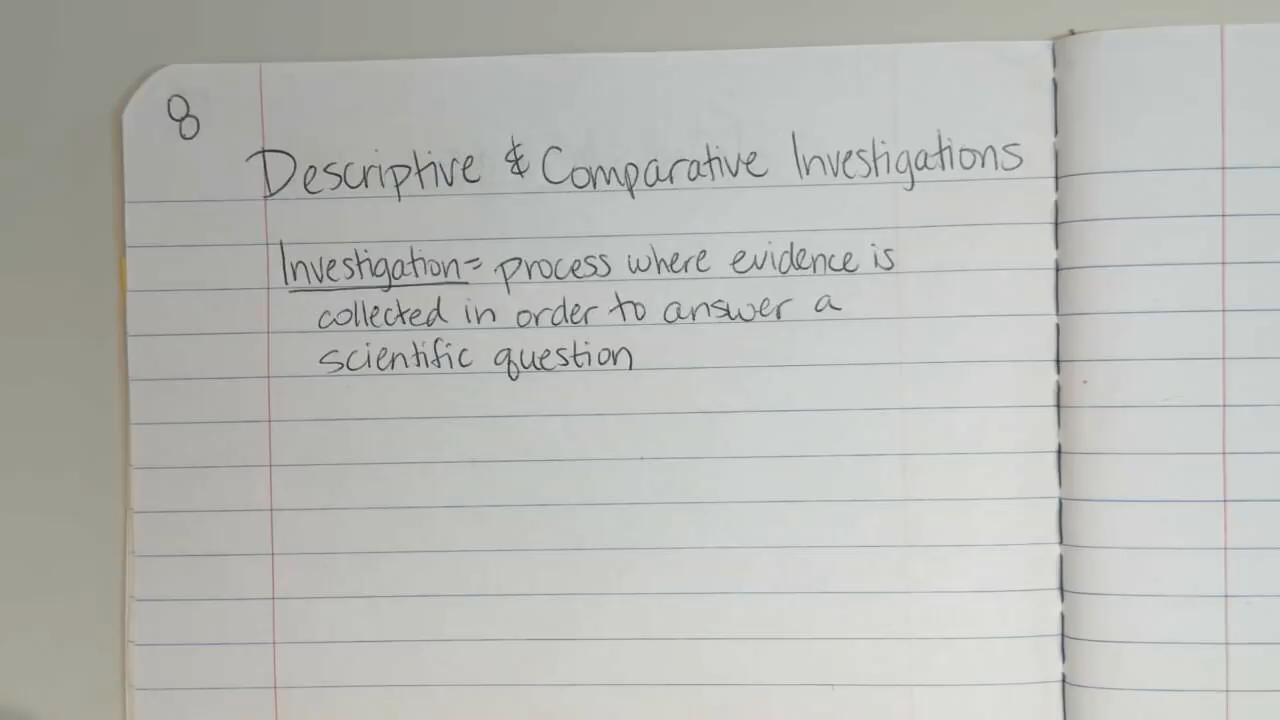 8
Descriptive & Comparative Investigations
Investigation= process where evidence is
collected in order to answer a
scientific question